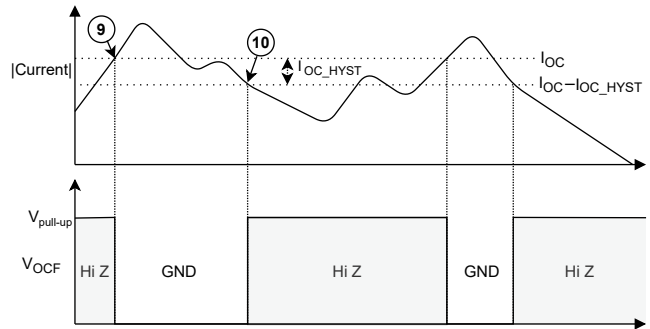 9
10
I_OC
|Current|
I_OC_HYST
I_OC–I_OC_HYST
V_pull-up
V_OCF
Hi Z
GND
Hi Z
GND
Hi Z